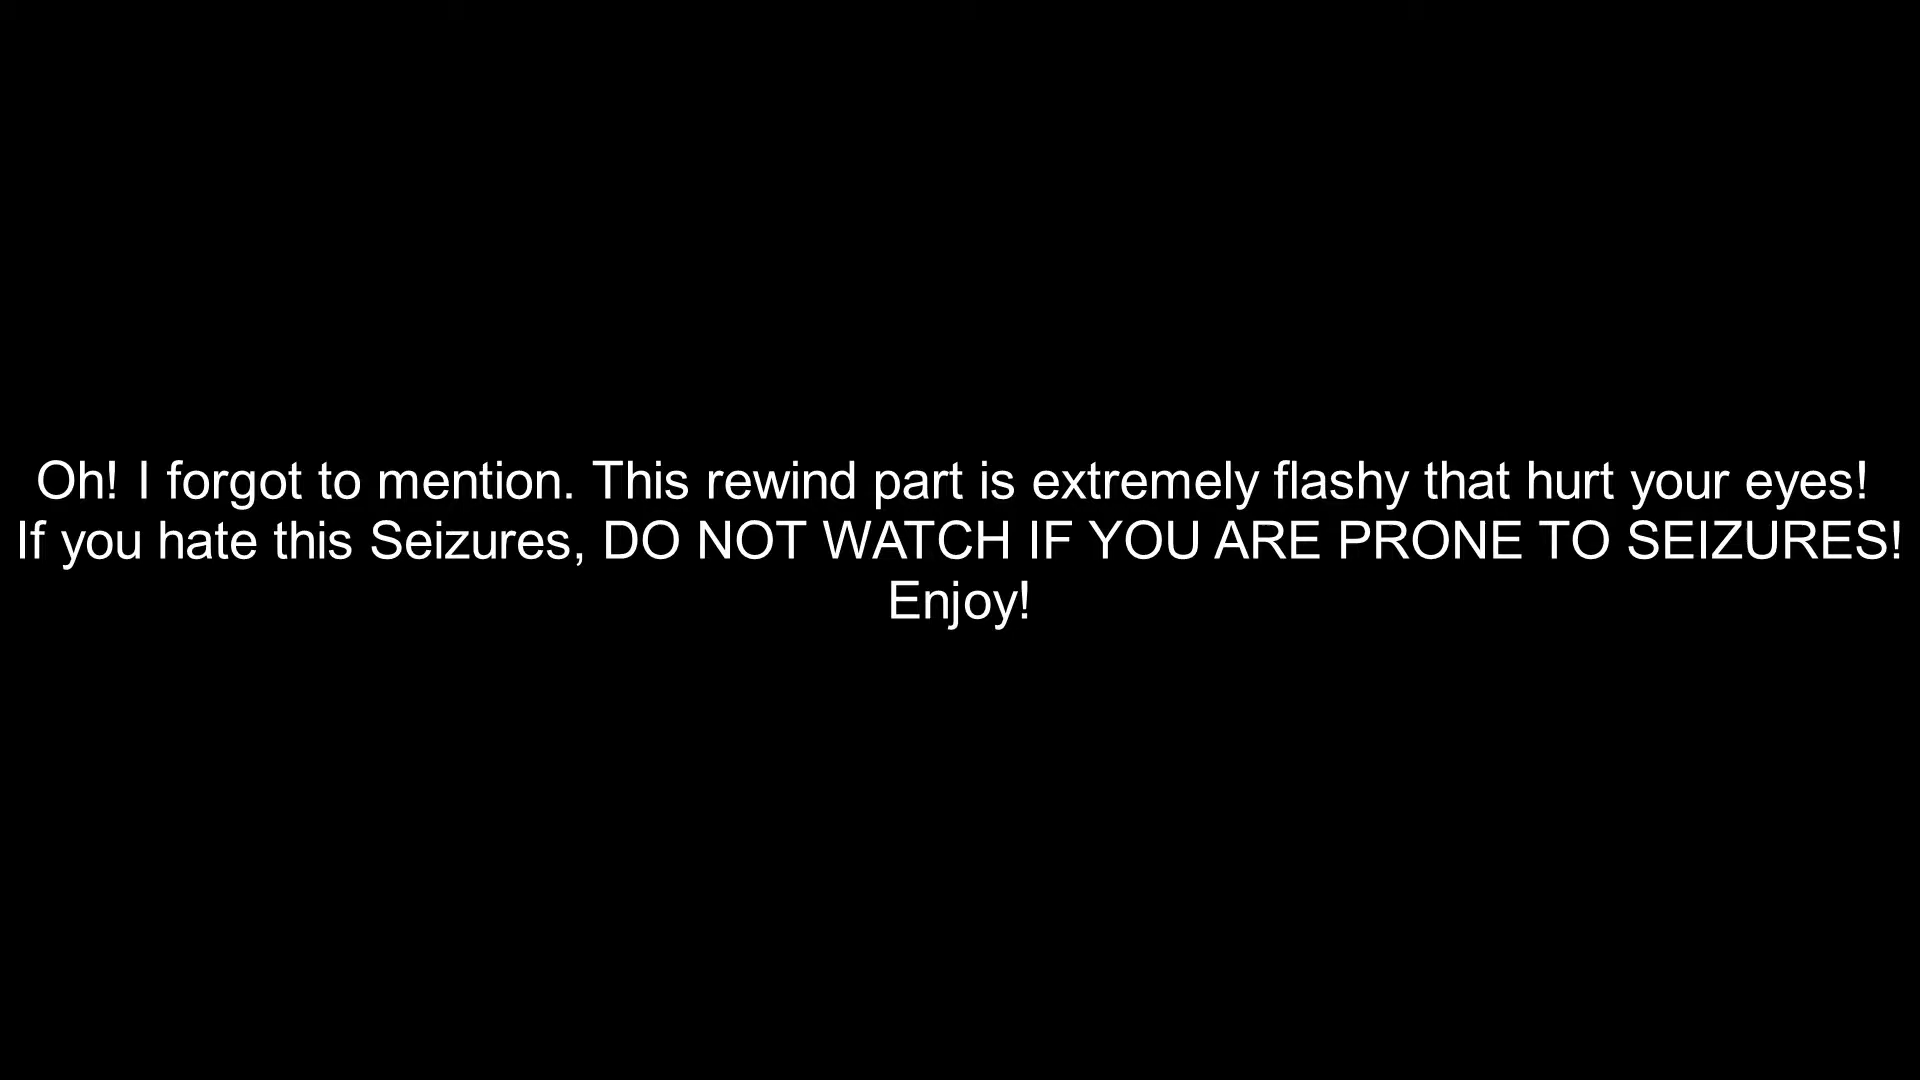 Oh! I forgot to mention. This rewind part is extremely flashy that hurt your eyes!
If you hate this Seizures, DO NOT WATCH IF YOU ARE PRONE TO SEIZURES!
Enjoy!